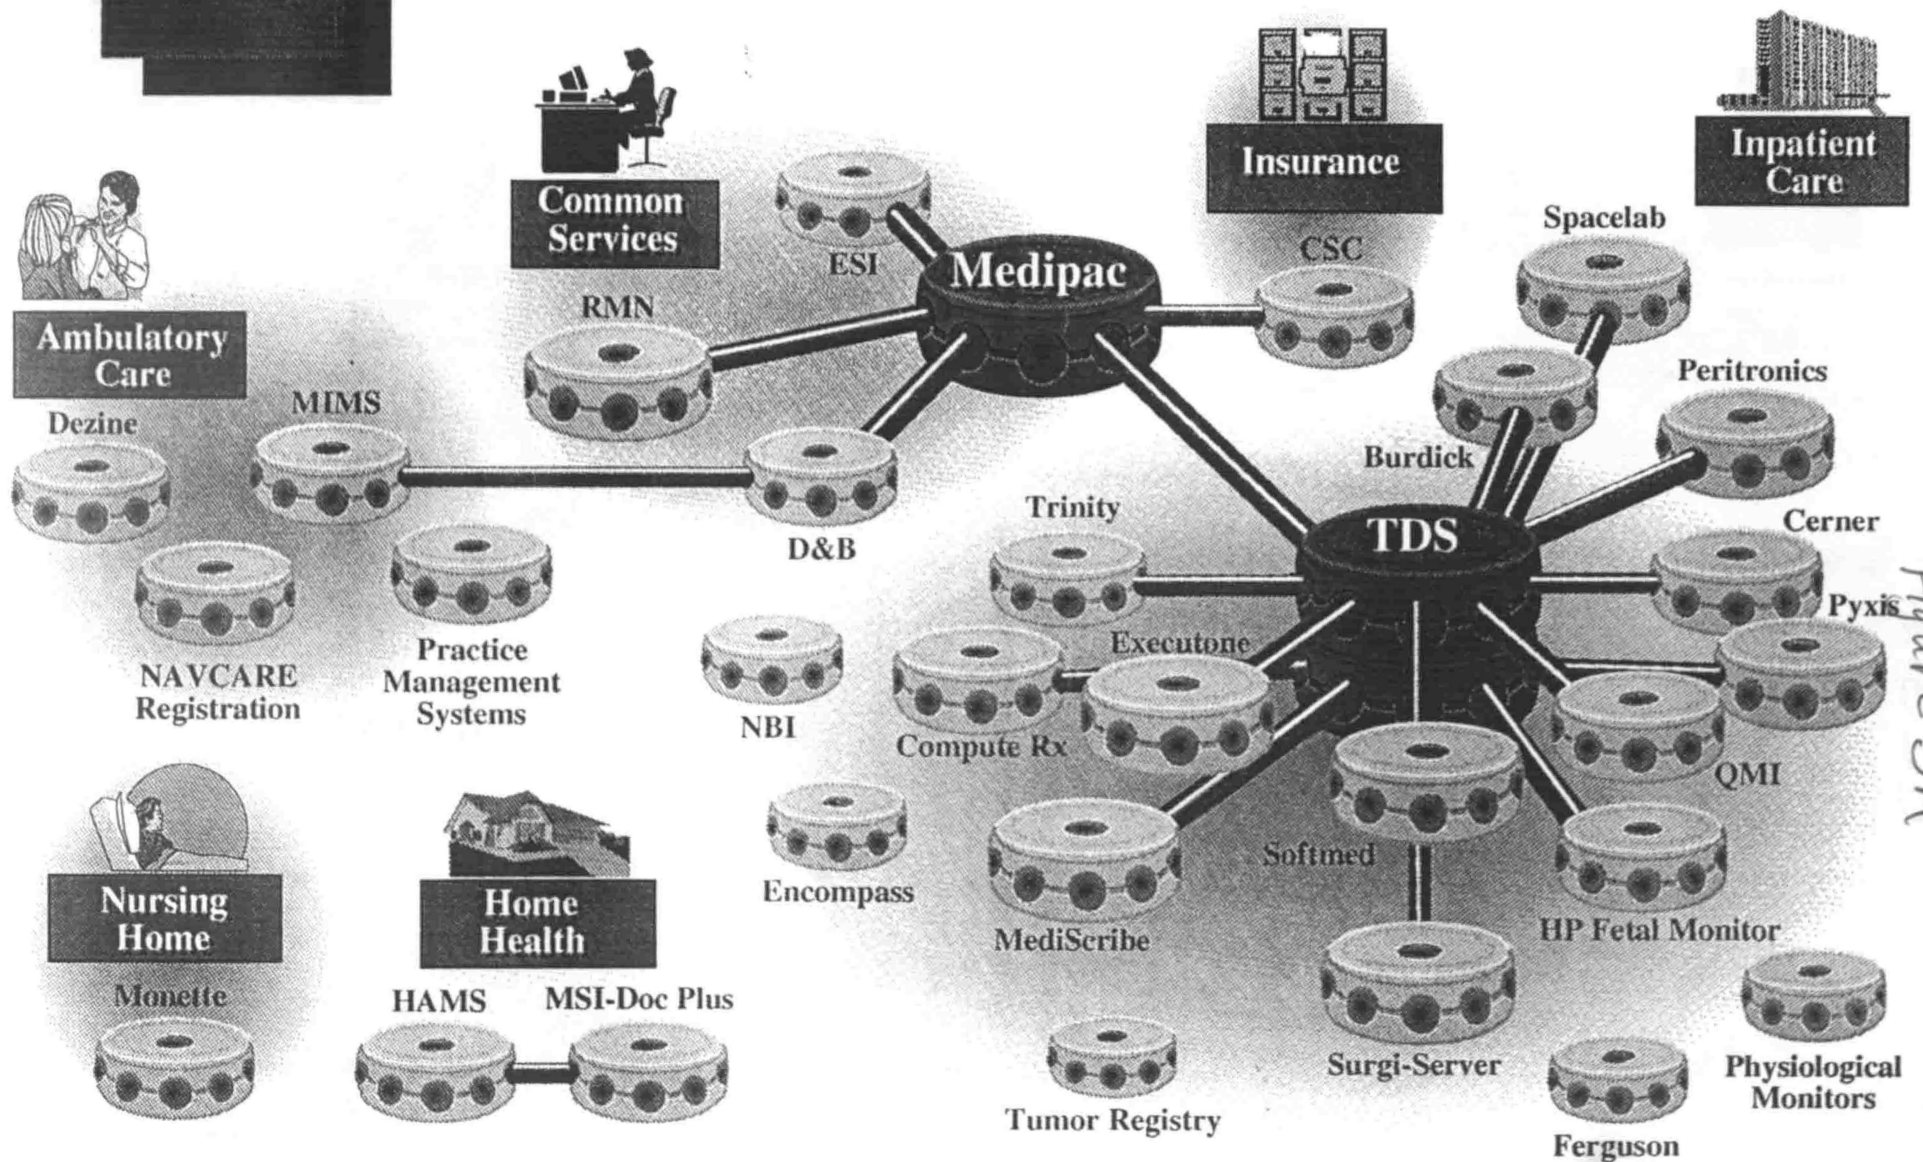 Common
Services
Insurance
Inpatient
Care
Ambulatory
Care
ESI
Medipac
CSC
Spacelab
RMN
Dezine
MIMS
Peritronics
Burdick
D&B
Trinity
TDS
Cerner
NAVCARE
Registration
Practice
Management
Systems
NBI
Executone
Pyxis
Compute Rx
QMI
Nursing
Home
Home
Health
Encompass
Softmed
MediScribe
HP Fetal Monitor
Monette
HAMS
MSI-Doc Plus
Surgi-Server
Physiological
Monitors
Tumor Registry
Ferguson